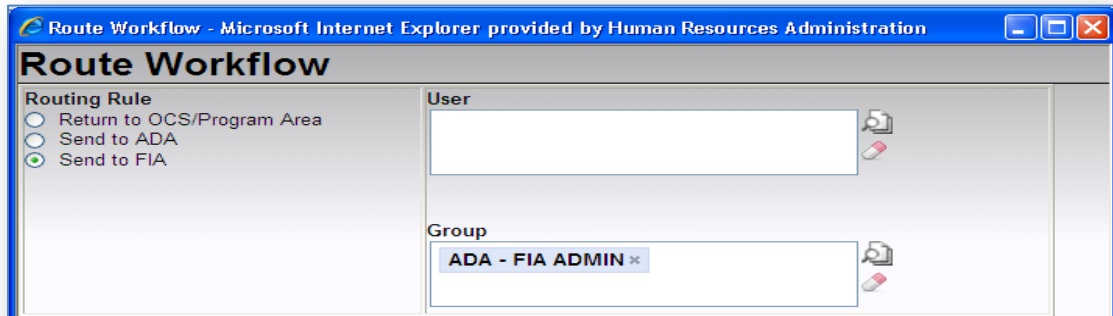 Route Workflow - Microsoft Internet Explorer provided by Human Resources Administration
Route Workflow
Routing Rule
Return to OCS/Program Area
Send to ADA
Send to FIA
User
Group
ADA - FIA ADMIN ×